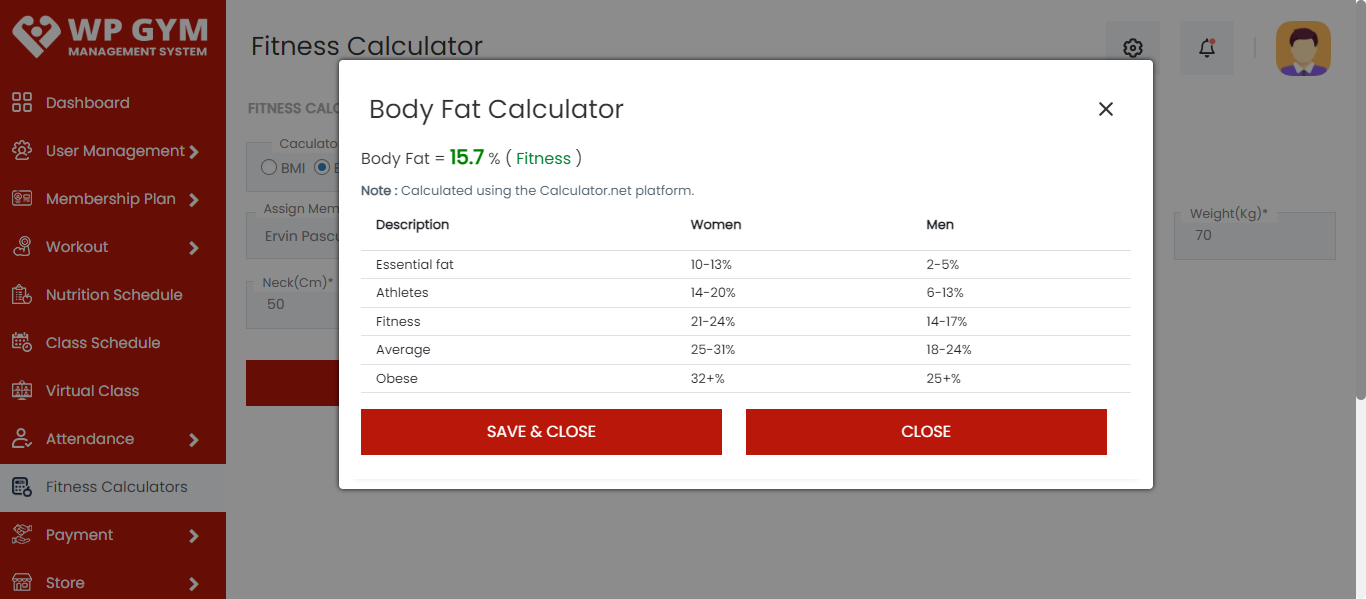 WP GYM
MANAGEMENT SYSTEM
Dashboard
User Management
Membership Plan
Workout
Nutrition Schedule
Class Schedule
Virtual Class
Attendance
Fitness Calculators
Payment
Store
Fitness Calculator
FITNESS
BMI
Assign
Ervin
Neck(Cm)*
50
Weight(Kg)*
70
Body Fat Calculator
Body Fat = 15.7 % ( Fitness )
Note : Calculated using the Calculator.net platform.
Description Women Men
Essential fat 10-13% 2-5%
Athletes 14-20% 6-13%
Fitness 21-24% 14-17%
Average 25-31% 18-24%
Obese 32+% 25+%
SAVE & CLOSE CLOSE